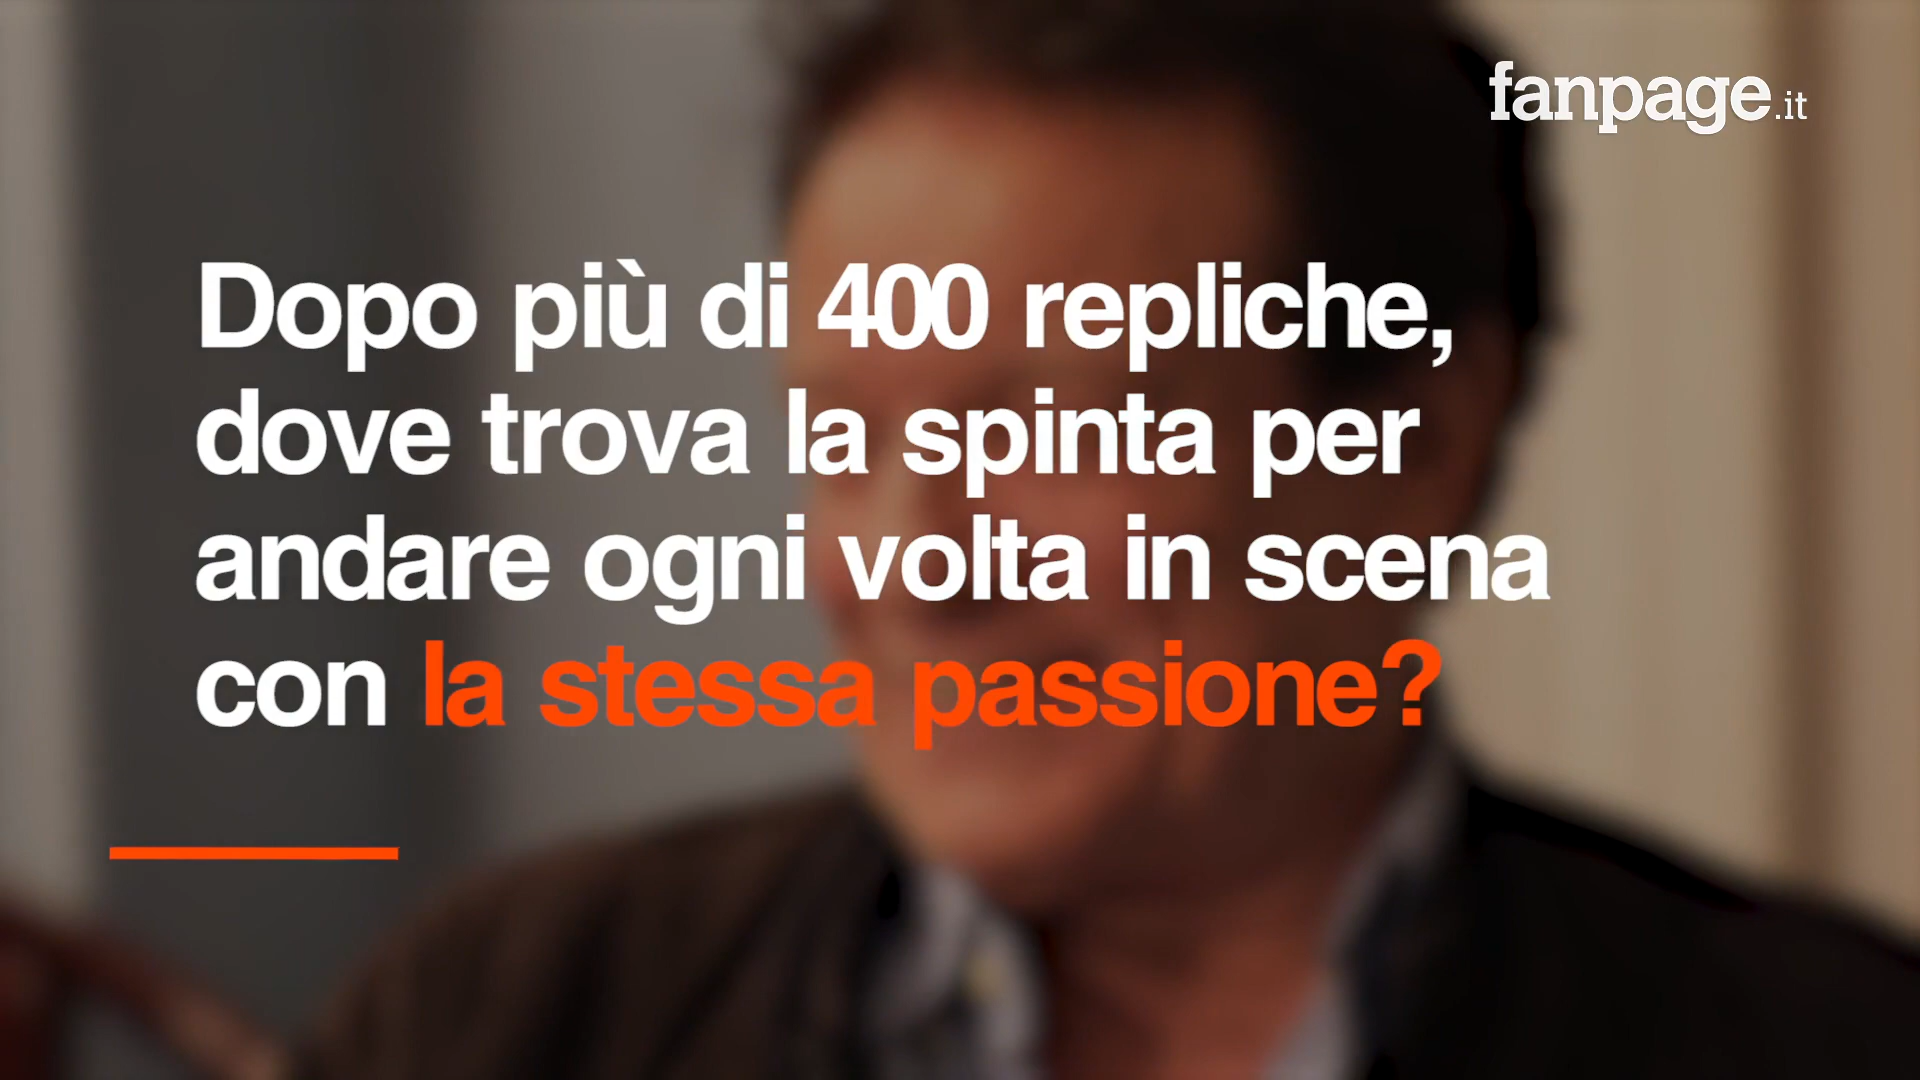 fanpage.it
Dopo più di 400 repliche,
dove trova la spinta per
andare ogni volta in scena
con la stessa passione?